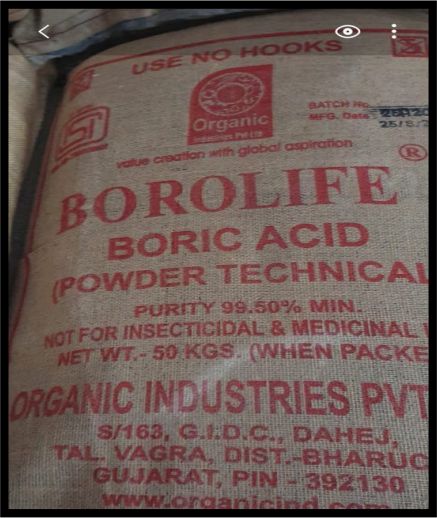 USE NO HOOKS
Organic
BATCH No.
MFG. Date
value creation with global aspiration
BOROLIFE ®
BORIC ACID
(POWDER TECHNICAL
PURITY 99.50% MIN.
NOT FOR INSECTICIDAL & MEDICINAL
NET WT.- 50 KGS. (WHEN PACKE
ORGANIC INDUSTRIES PVT
S/163, G.I.D.C., DAHEJ,
TAL. VAGRA, DIST.-BHARUC
GUJARAT, PIN - 392130
www.organicind.com